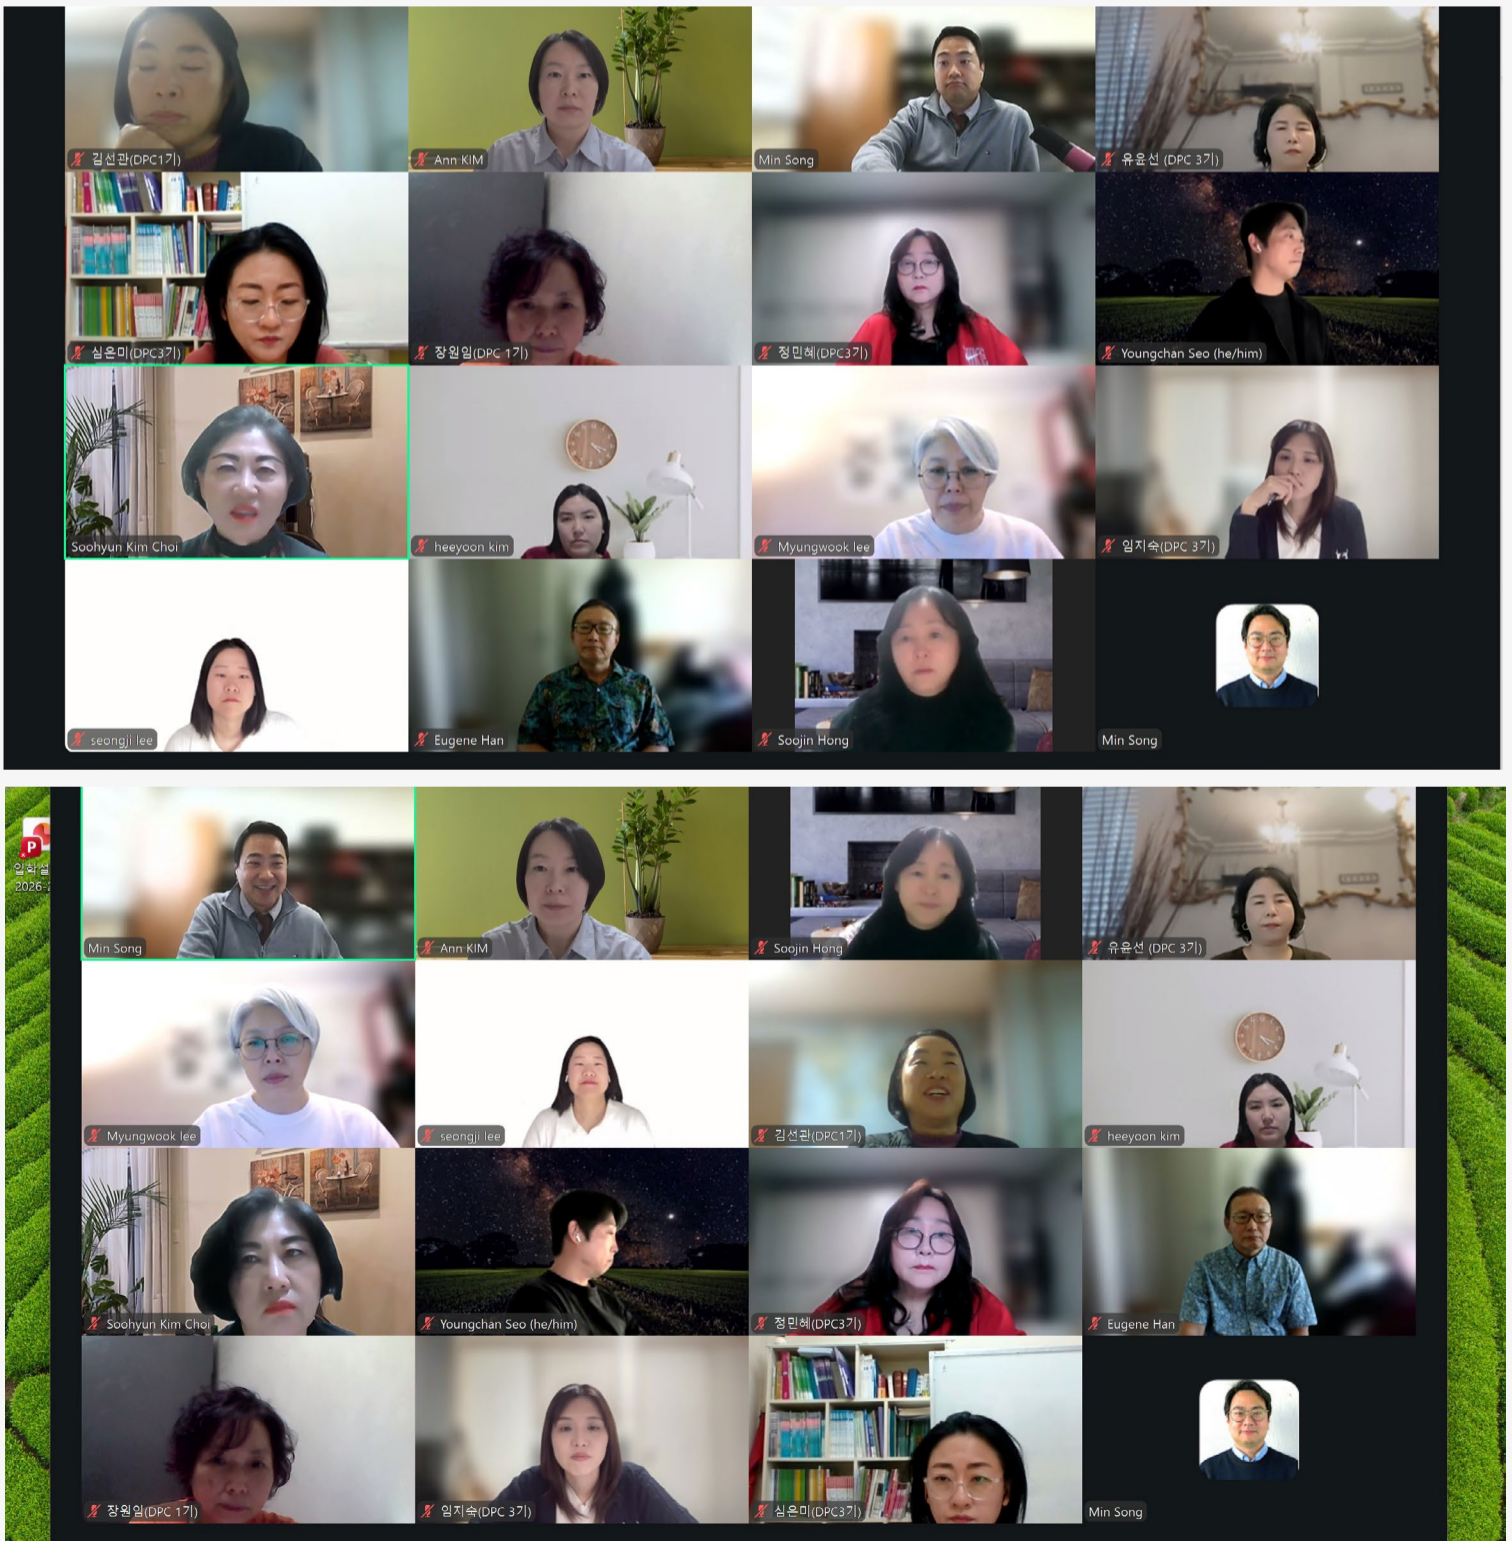 김선관(DPC1기)
Ann KIM
Min Song
유윤선 (DPC 3기)
심은미(DPC3기)
장원임(DPC 1기)
정민혜(DPC3기)
Youngchan Seo (he/him)
Soohyun Kim Choi
heeyoon kim
Myungwook lee
임지숙(DPC 3기)
seongji lee
Eugene Han
Soojin Hong
Min Song
P
입학설
2026-
Min Song
Ann KIM
Soojin Hong
유윤선 (DPC 3기)
Myungwook lee
seongji lee
김선관(DPC1기)
heeyoon kim
Soohyun Kim Choi
Youngchan Seo (he/him)
정민혜(DPC3기)
Eugene Han
장원임(DPC 1기)
임지숙(DPC 3기)
심은미(DPC3기)
Min Song